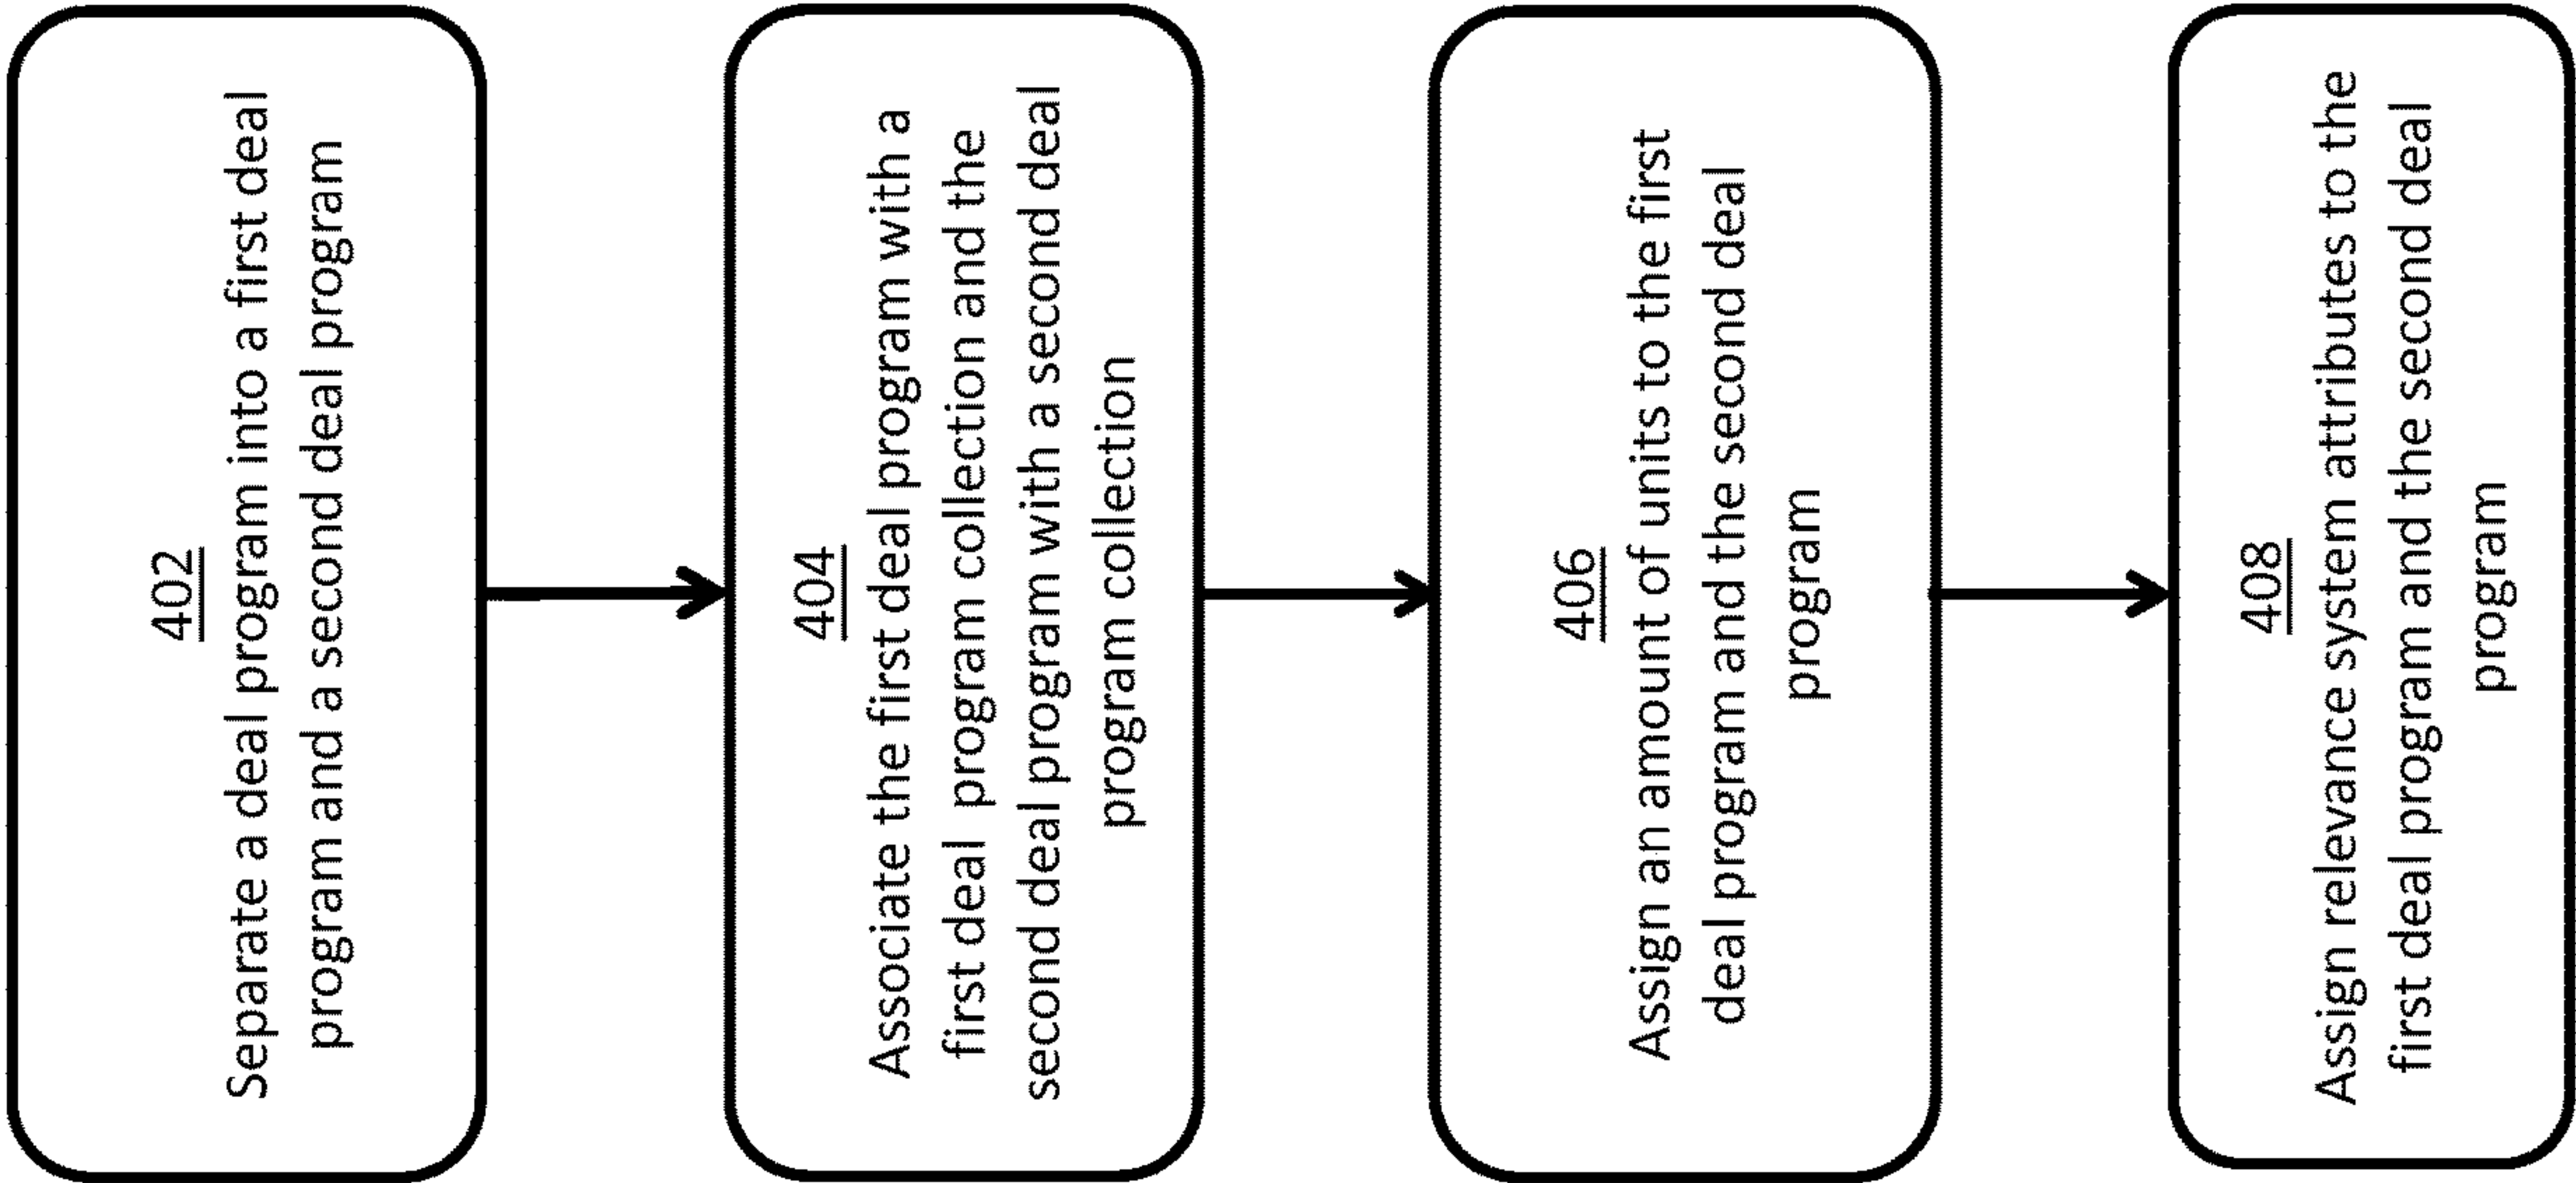 402
Separate a deal program into a first deal
program and a second deal program
404
Associate the first deal program with a
first deal program collection and the
second deal program with a second deal
program collection
406
Assign an amount of units to the first
deal program and the second deal
program
408
Assign relevance system attributes to the
first deal program and the second deal
program